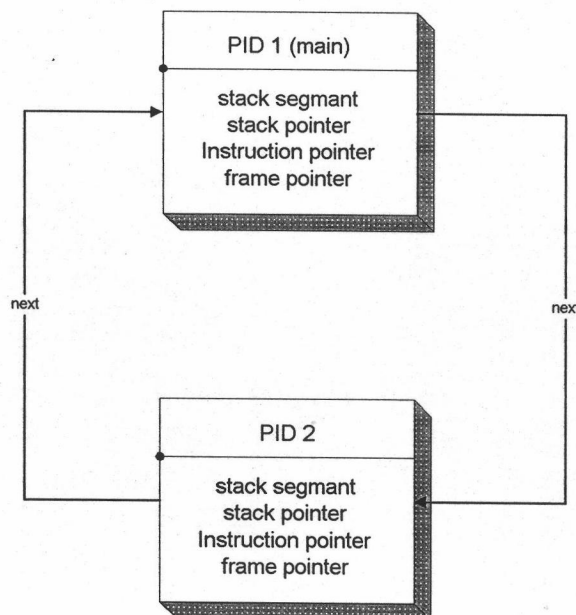 PID 1 (main)
stack segmant
stack pointer
Instruction pointer
frame pointer
next
nex
PID 2
stack segmant
stack pointer
Instruction pointer
frame pointer